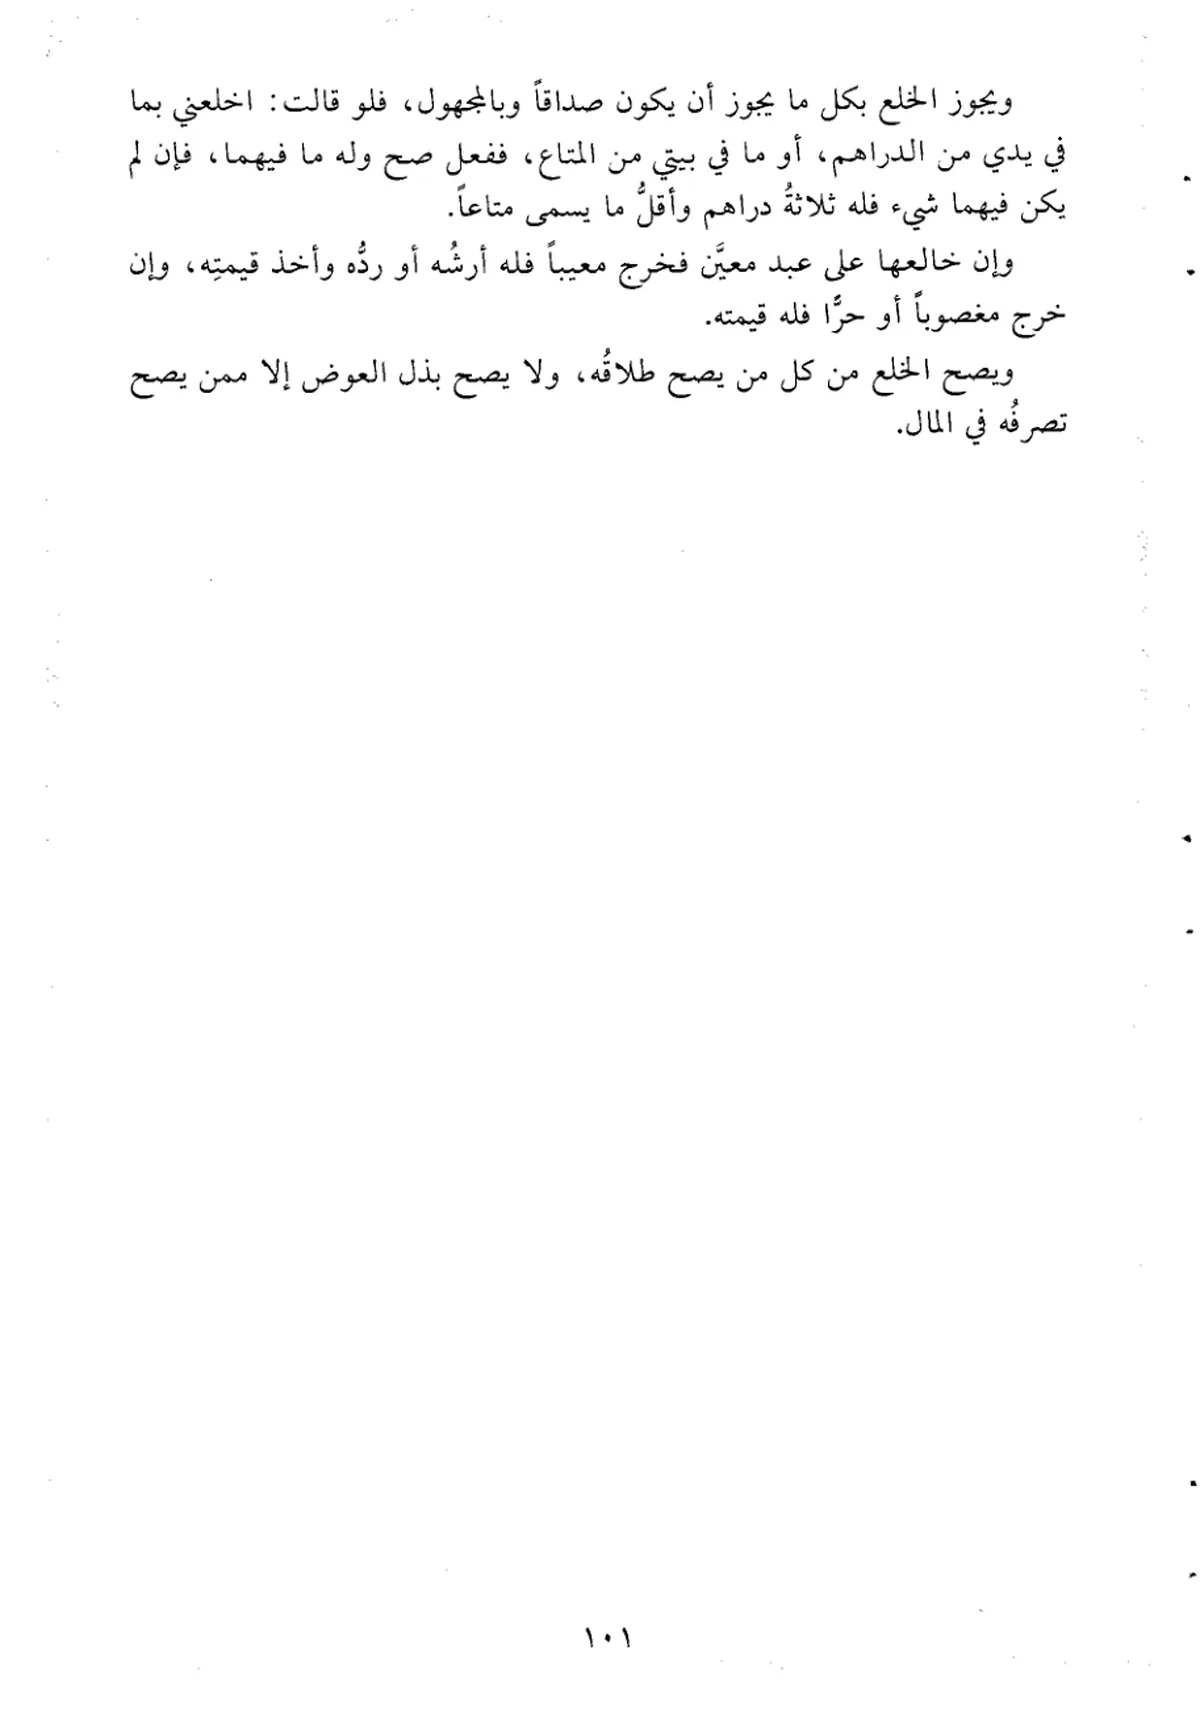 ويجوز الخلع بكل ما يجوز أن يكون صداقاً وبالمجهول، فلو قالت: اخلعني بما
في يدي من الدراهم، أو ما في بيتي من المتاع، ففعل صح وله ما فيهما، فإن لم
يكن فيهما شيء فله ثلاثةُ دراهم وأقلُّ ما يسمى متاعاً.
وإن خالعها على عبد معيَّن فخرج معيباً فله أرشُه أو ردُّه وأخذ قيمتِه، وإن
خرج مغصوباً أو حرًّا فله قيمته.
ويصح الخلع من كل من يصح طلاقُه، ولا يصح بذل العوض إلا ممن يصح
تصرفُه في المال.
١٠١